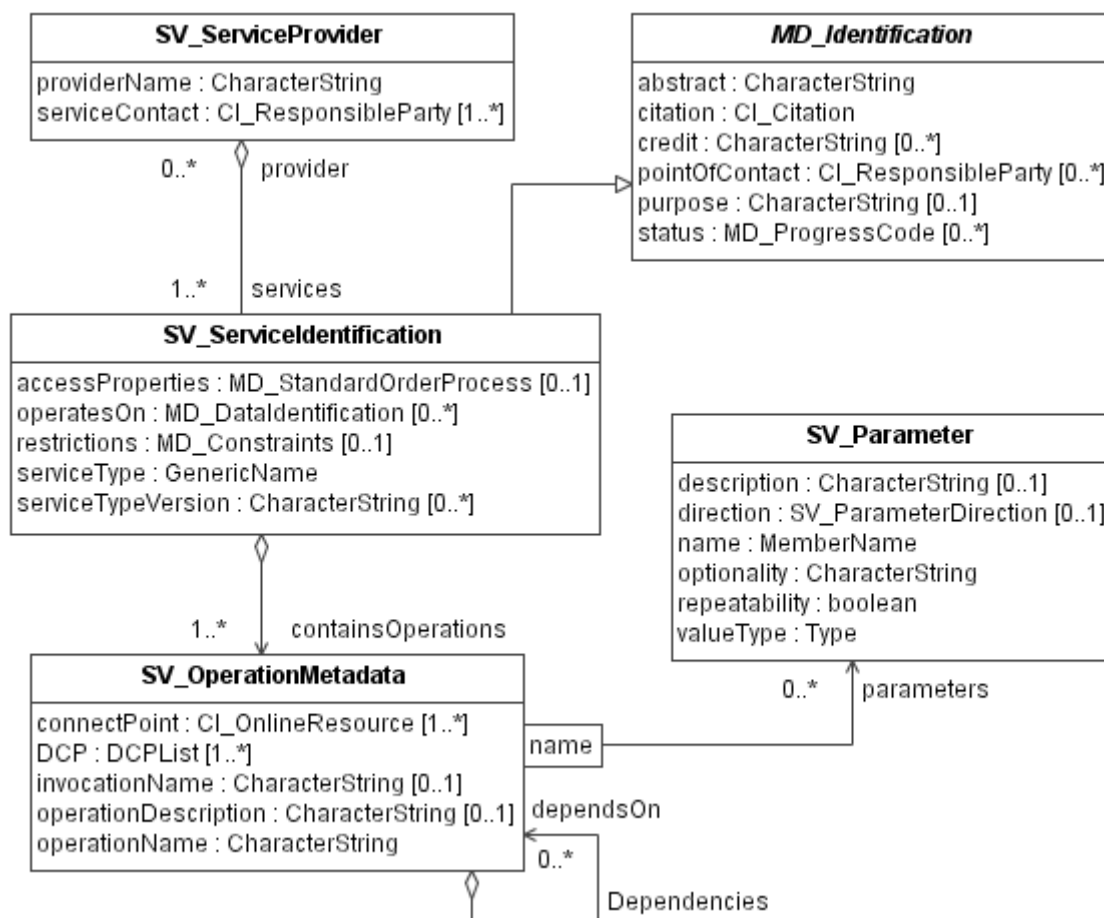 SV_ServiceProvider
providerName : CharacterString
serviceContact : CI_ResponsibleParty [1..*]
0..*
provider
1..*
services
MD_Identification
abstract : CharacterString
citation : CI_Citation
credit : CharacterString [0..*]
pointOfContact : CI_ResponsibleParty [0..*]
purpose : CharacterString [0..1]
status : MD_ProgressCode [0..*]
SV_ServiceIdentification
accessProperties : MD_StandardOrderProcess [0..1]
operatesOn : MD_DataIdentification [0..*]
restrictions : MD_Constraints [0..1]
serviceType : GenericName
serviceTypeVersion : CharacterString [0..*]
1..*
containsOperations
SV_Parameter
description : CharacterString [0..1]
direction : SV_ParameterDirection [0..1]
name : MemberName
optionality : CharacterString
repeatability : boolean
valueType : Type
0..*
parameters
SV_OperationMetadata
connectPoint : CI_OnlineResource [1..*]
DCP : DCPList [1..*]
invocationName : CharacterString [0..1]
operationDescription : CharacterString [0..1]
operationName : CharacterString
name
dependsOn
0..*
Dependencies